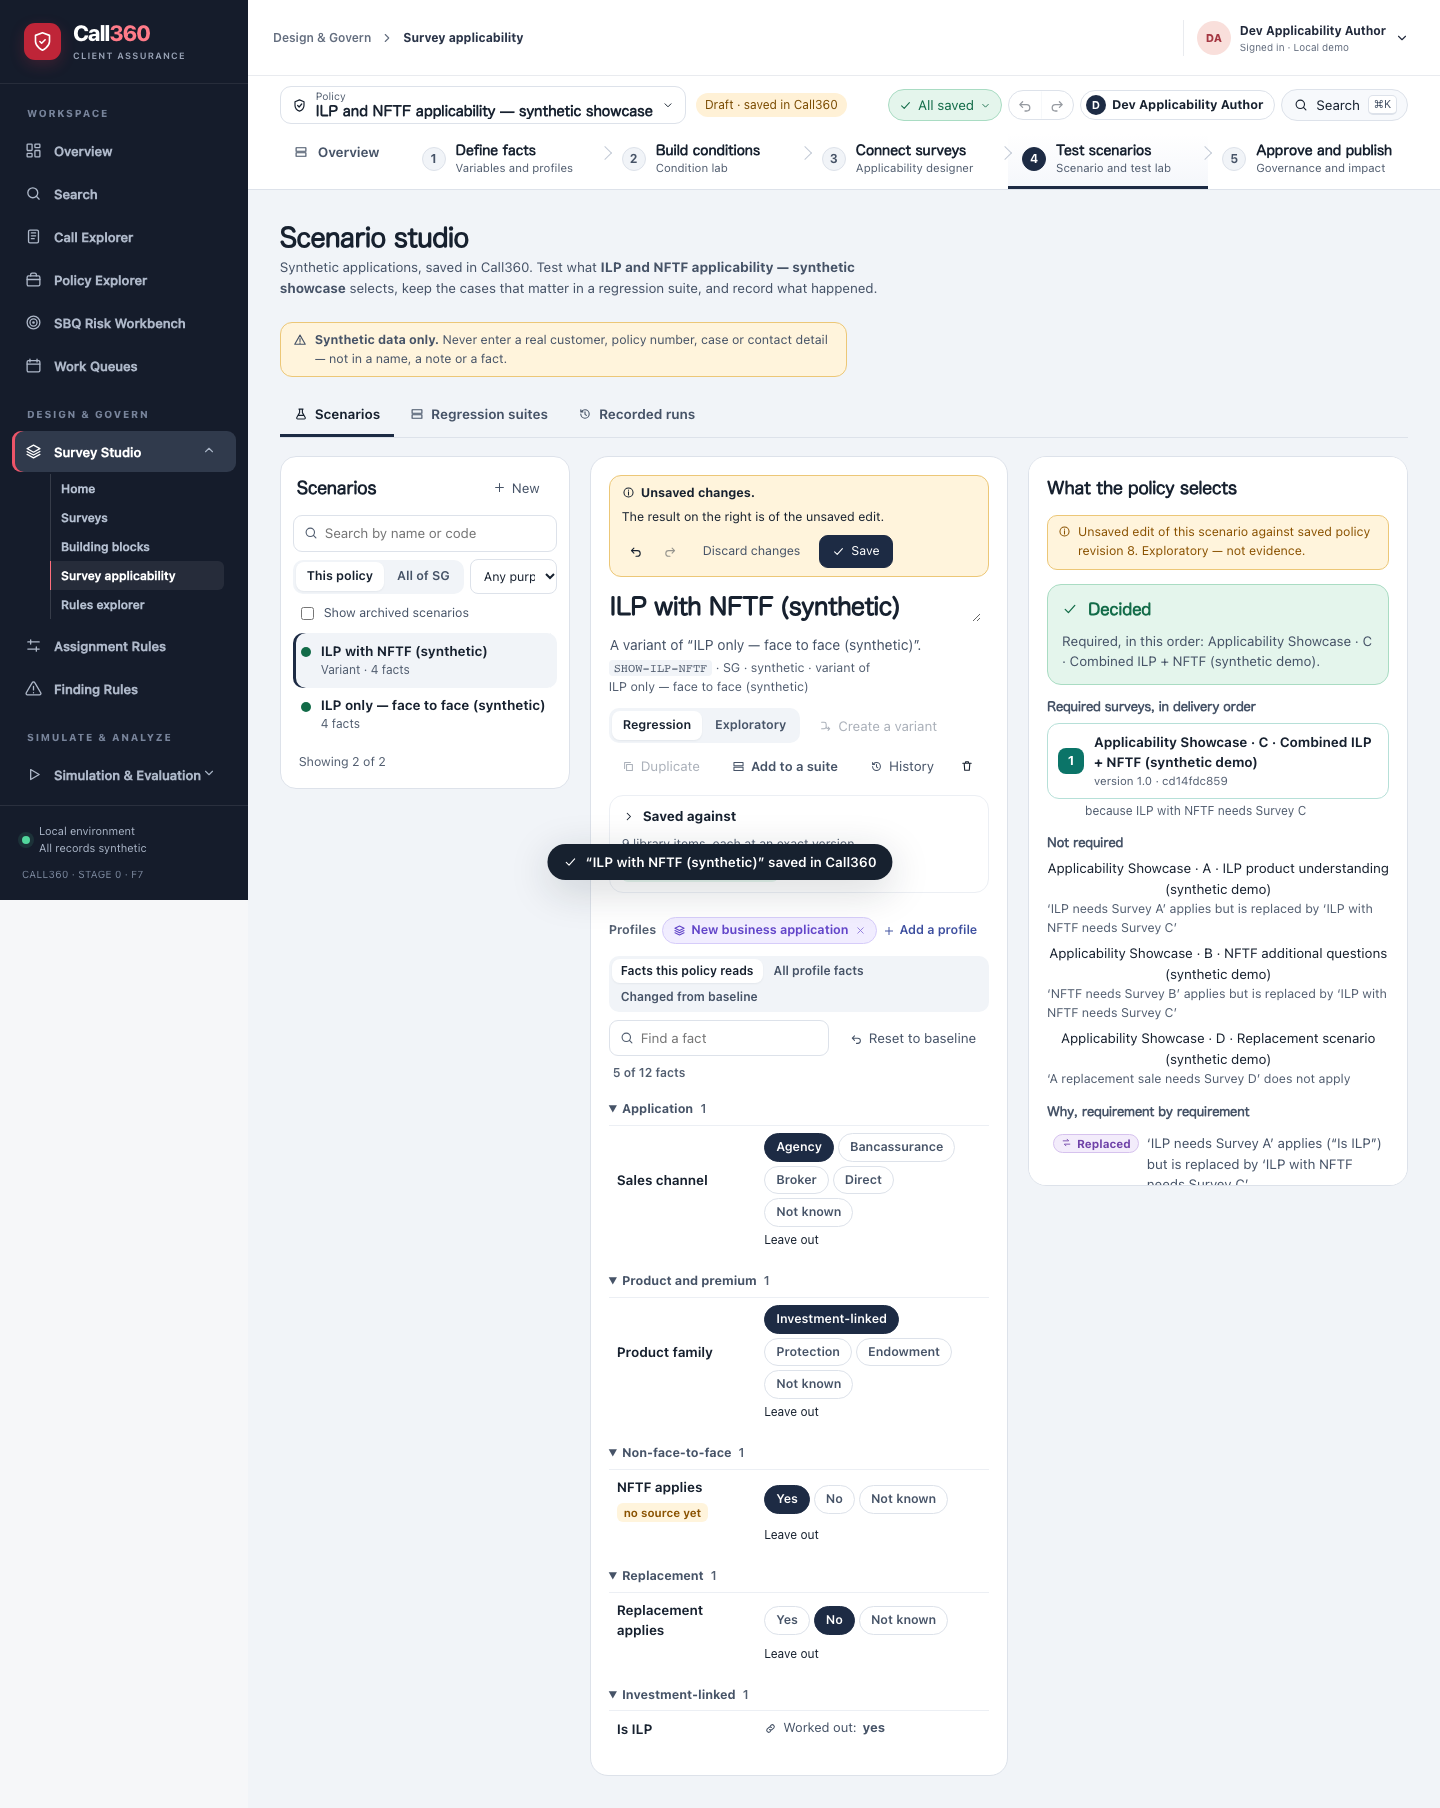 Call360
CLIENT ASSURANCE
WORKSPACE
Overview
Search
Call Explorer
Policy Explorer
SBQ Risk Workbench
Work Queues
DESIGN & GOVERN
Survey Studio
Home
Surveys
Building blocks
Survey applicability
Rules explorer
Assignment Rules
Finding Rules
SIMULATE & ANALYZE
Simulation & Evaluation
Local environment
All records synthetic
CALL360 · STAGE 0 · F7
Design & Govern > Survey applicability
DA
Dev Applicability Author
Signed in · Local demo
Policy
ILP and NFTF applicability — synthetic showcase
Draft · saved in Call360
All saved
D Dev Applicability Author
Search ⌘K
Overview
1 Define facts
Variables and profiles
2 Build conditions
Condition lab
3 Connect surveys
Applicability designer
4 Test scenarios
Scenario and test lab
5 Approve and publish
Governance and impact
Scenario studio
Synthetic applications, saved in Call360. Test what ILP and NFTF applicability — synthetic
showcase selects, keep the cases that matter in a regression suite, and record what happened.
Synthetic data only. Never enter a real customer, policy number, case or contact detail
— not in a name, a note or a fact.
Scenarios
Regression suites
Recorded runs
Scenarios
New
Search by name or code
This policy
All of SG
Any purp
Show archived scenarios
ILP with NFTF (synthetic)
Variant · 4 facts
ILP only — face to face (synthetic)
4 facts
Showing 2 of 2
Unsaved changes.
The result on the right is of the unsaved edit.
Discard changes
Save
ILP with NFTF (synthetic)
A variant of “ILP only — face to face (synthetic)”.
SHOW-ILP-NFTF · SG · synthetic · variant of
ILP only — face to face (synthetic)
Regression
Exploratory
Create a variant
Duplicate
Add to a suite
History
Saved against
9 library items, each at an exact version
“ILP with NFTF (synthetic)” saved in Call360
Profiles
New business application ×
+ Add a profile
Facts this policy reads
All profile facts
Changed from baseline
Find a fact
Reset to baseline
5 of 12 facts
Application 1
Sales channel
Agency
Bancassurance
Broker
Direct
Not known
Leave out
Product and premium 1
Product family
Investment-linked
Protection
Endowment
Not known
Leave out
Non-face-to-face 1
NFTF applies
no source yet
Yes
No
Not known
Leave out
Replacement 1
Replacement
applies
Yes
No
Not known
Leave out
Investment-linked 1
Is ILP
Worked out: yes
What the policy selects
Unsaved edit of this scenario against saved policy
revision 8. Exploratory — not evidence.
Decided
Required, in this order: Applicability Showcase · C
· Combined ILP + NFTF (synthetic demo).
Required surveys, in delivery order
1
Applicability Showcase · C · Combined ILP
+ NFTF (synthetic demo)
version 1.0 · cd14fdc859
because ILP with NFTF needs Survey C
Not required
Applicability Showcase · A · ILP product understanding
(synthetic demo)
‘ILP needs Survey A’ applies but is replaced by ‘ILP with
NFTF needs Survey C’
Applicability Showcase · B · NFTF additional questions
(synthetic demo)
‘NFTF needs Survey B’ applies but is replaced by ‘ILP with
NFTF needs Survey C’
Applicability Showcase · D · Replacement scenario
(synthetic demo)
‘A replacement sale needs Survey D’ does not apply
Why, requirement by requirement
Replaced
‘ILP needs Survey A’ applies (“Is ILP”)
but is replaced by ‘ILP with NFTF
needs Survey C’